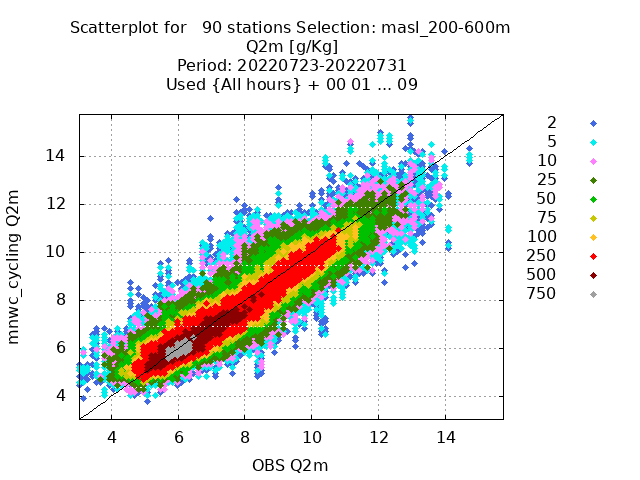 Scatterplot for   90 stations Selection: masl_200-600m
Q2m [g/Kg]
Period: 20220723-20220731
Used {All hours} + 00 01 ... 09
mnwc_cycling Q2m
14
12
10
8
6
4
4 6 8 10 12 14
OBS Q2m
2
5
10
25
50
75
100
250
500
750